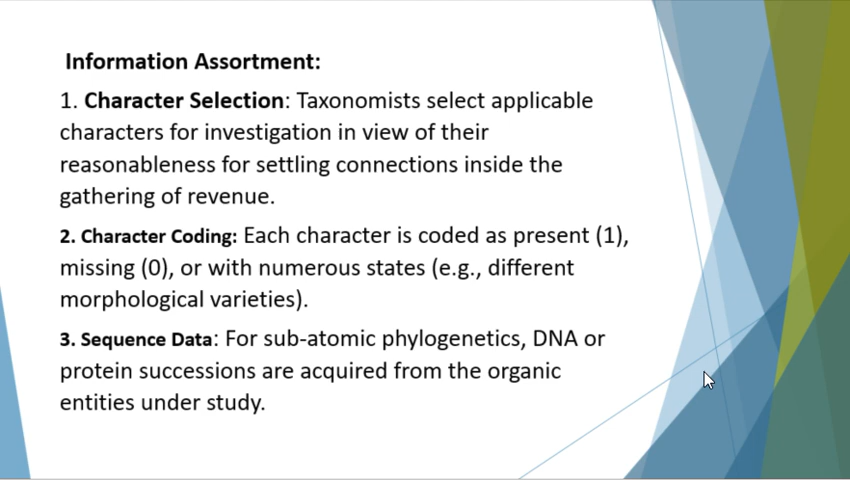 Information Assortment:
1. Character Selection: Taxonomists select applicable
characters for investigation in view of their
reasonableness for settling connections inside the
gathering of revenue.
2. Character Coding: Each character is coded as present (1),
missing (0), or with numerous states (e.g., different
morphological varieties).
3. Sequence Data: For sub-atomic phylogenetics, DNA or
protein successions are acquired from the organic
entities under study.